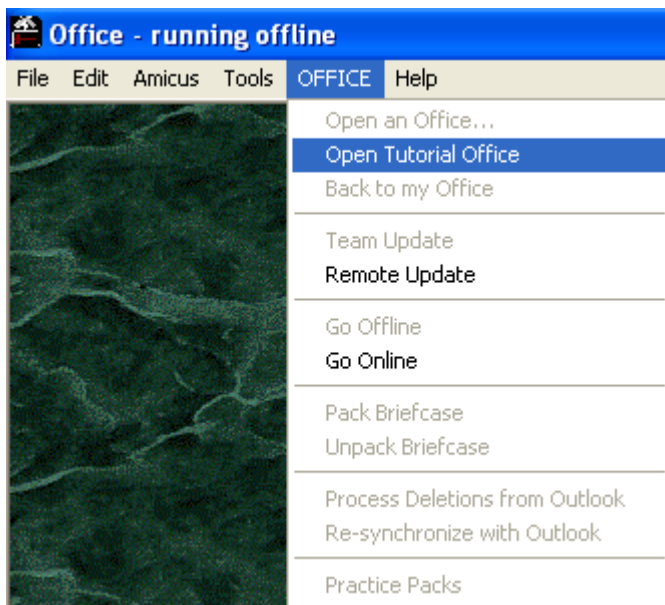 Office - running offline
File Edit Amicus Tools OFFICE Help
Open an Office...
Open Tutorial Office
Back to my Office
Team Update
Remote Update
Go Offline
Go Online
Pack Briefcase
Unpack Briefcase
Process Deletions from Outlook
Re-synchronize with Outlook
Practice Packs